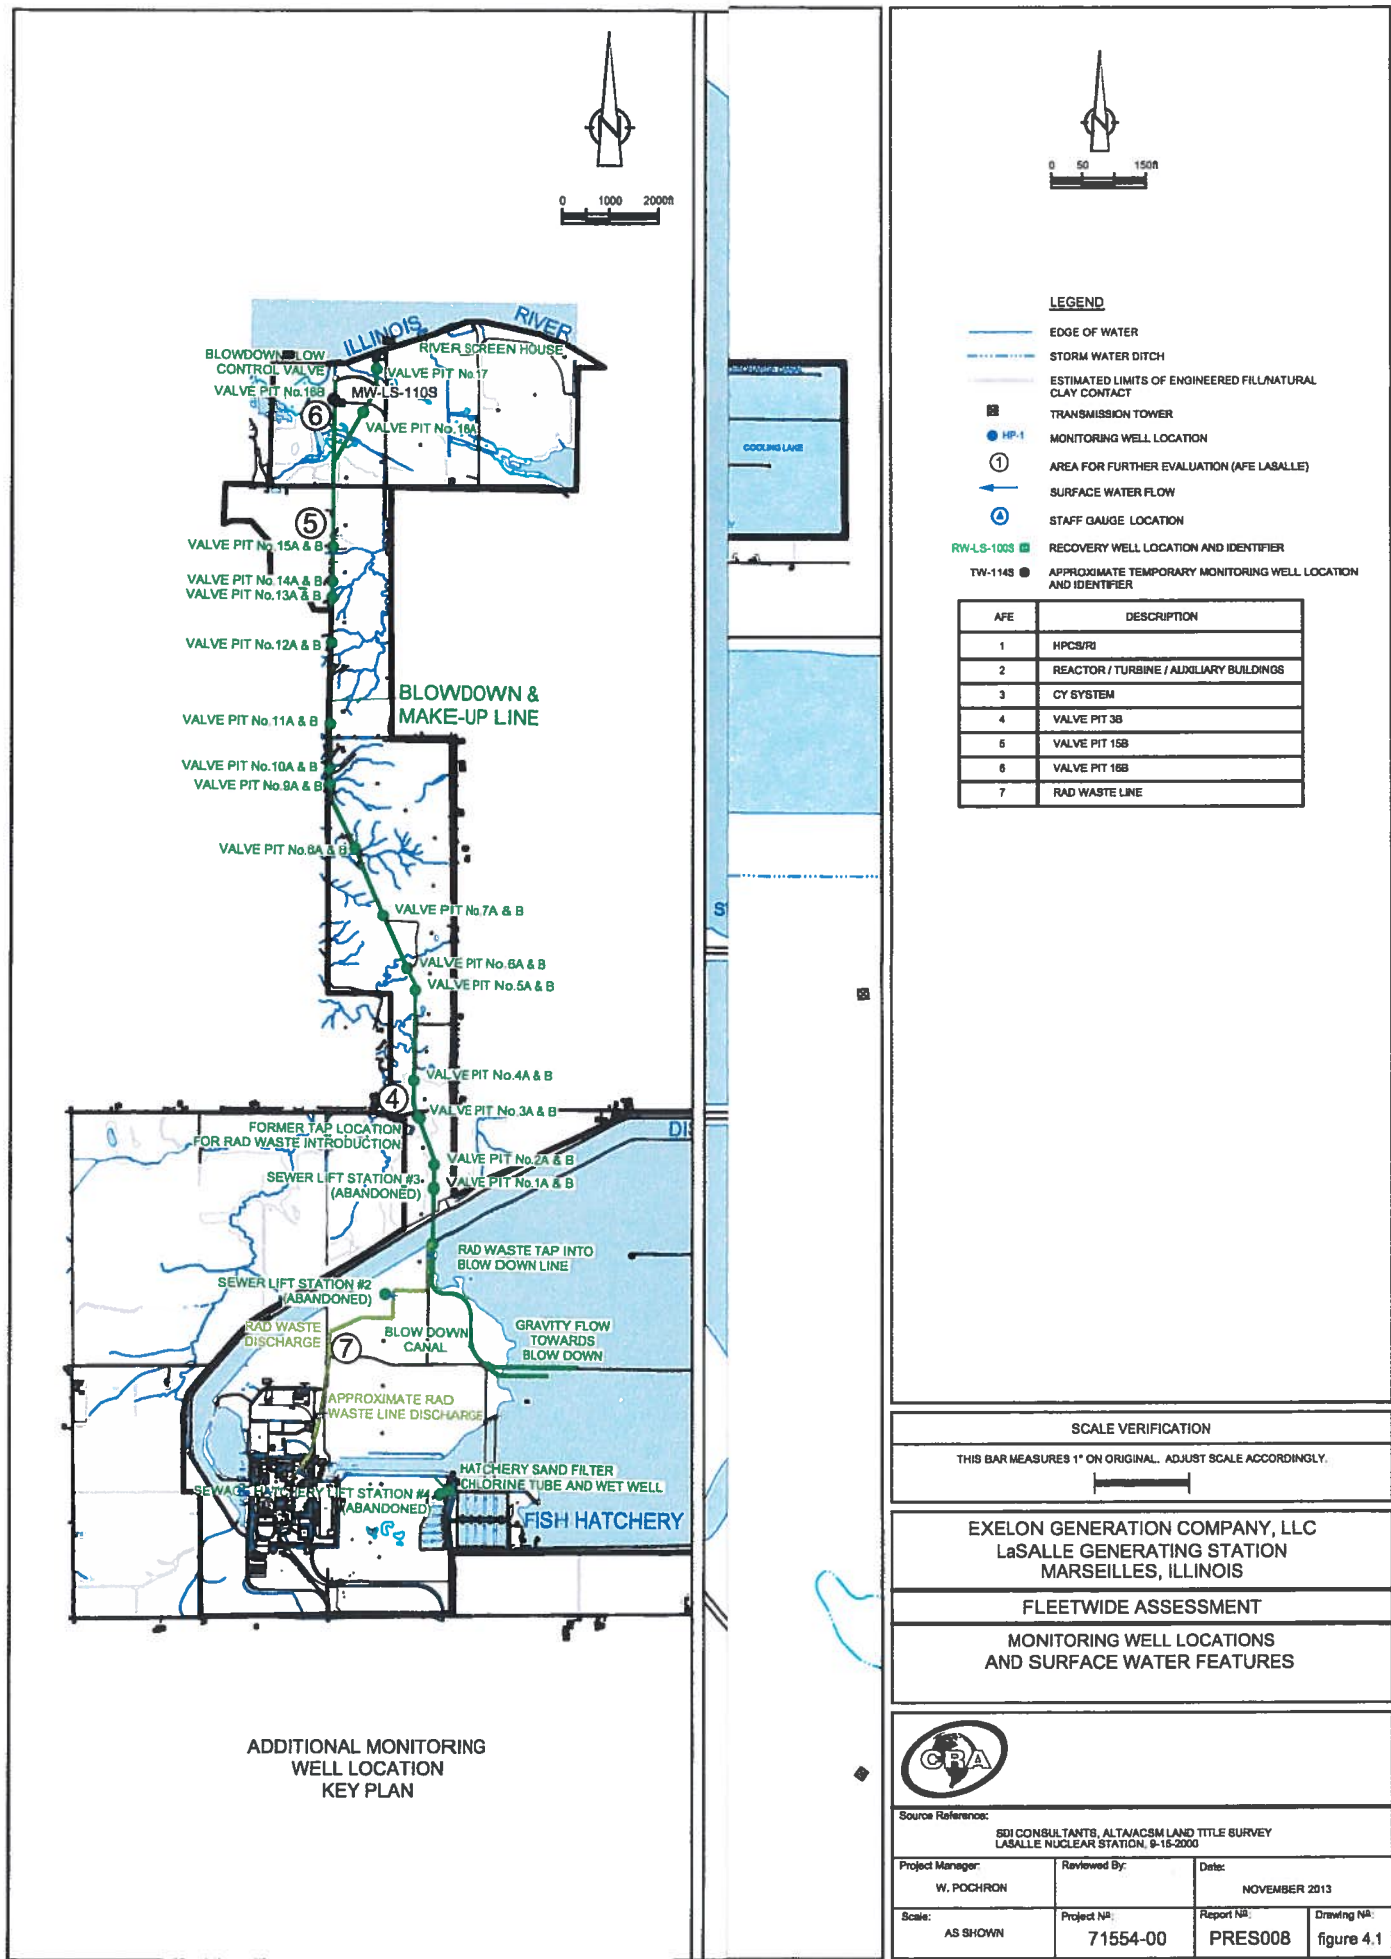 N
0 1000 2000ft
ILLINOIS RIVER
BLOWDOWN FLOW
CONTROL VALVE
RIVER SCREEN HOUSE
VALVE PIT No.17
VALVE PIT No.16B
MW-LS-110S
6
VALVE PIT No.16A
5
VALVE PIT No.15A & B
VALVE PIT No.14A & B
VALVE PIT No.13A & B
VALVE PIT No.12A & B
BLOWDOWN &
MAKE-UP LINE
VALVE PIT No.11A & B
VALVE PIT No.10A & B
VALVE PIT No.9A & B
VALVE PIT No.8A & B
VALVE PIT No.7A & B
VALVE PIT No.6A & B
VALVE PIT No.5A & B
VALVE PIT No.4A & B
4
VALVE PIT No.3A & B
FORMER TAP LOCATION
FOR RAD WASTE INTRODUCTION
DIS
VALVE PIT No.2A & B
SEWER LIFT STATION #3
(ABANDONED)
VALVE PIT No.1A & B
RAD WASTE TAP INTO
BLOW DOWN LINE
SEWER LIFT STATION #2
(ABANDONED)
RAD WASTE
DISCHARGE
7
BLOW DOWN
CANAL
GRAVITY FLOW
TOWARDS
BLOW DOWN
APPROXIMATE RAD
WASTE LINE DISCHARGE
HATCHERY SAND FILTER
CHLORINE TUBE AND WET WELL
SEWAGE HATCHERY LIFT STATION #4
(ABANDONED)
FISH HATCHERY
ADDITIONAL MONITORING
WELL LOCATION
KEY PLAN
COOLING LAKE
S
N
0 50 150ft
LEGEND
EDGE OF WATER
STORM WATER DITCH
ESTIMATED LIMITS OF ENGINEERED FILL/NATURAL
CLAY CONTACT
TRANSMISSION TOWER
HP-1 MONITORING WELL LOCATION
1 AREA FOR FURTHER EVALUATION (AFE LASALLE)
SURFACE WATER FLOW
STAFF GAUGE LOCATION
RW-LS-100S RECOVERY WELL LOCATION AND IDENTIFIER
TW-114S APPROXIMATE TEMPORARY MONITORING WELL LOCATION
AND IDENTIFIER
AFE DESCRIPTION
1 HPCS/RI
2 REACTOR / TURBINE / AUXILIARY BUILDINGS
3 CY SYSTEM
4 VALVE PIT 3B
5 VALVE PIT 15B
6 VALVE PIT 16B
7 RAD WASTE LINE
SCALE VERIFICATION
THIS BAR MEASURES 1" ON ORIGINAL. ADJUST SCALE ACCORDINGLY.
EXELON GENERATION COMPANY, LLC
LaSALLE GENERATING STATION
MARSEILLES, ILLINOIS
FLEETWIDE ASSESSMENT
MONITORING WELL LOCATIONS
AND SURFACE WATER FEATURES
CRA
Source Reference:
SDI CONSULTANTS, ALTA/ACSM LAND TITLE SURVEY
LASALLE NUCLEAR STATION, 9-15-2000
Project Manager: Reviewed By: Date:
W. POCHRON NOVEMBER 2013
Scale: Project Nº: Report Nº: Drawing Nº:
AS SHOWN 71554-00 PRES008 figure 4.1